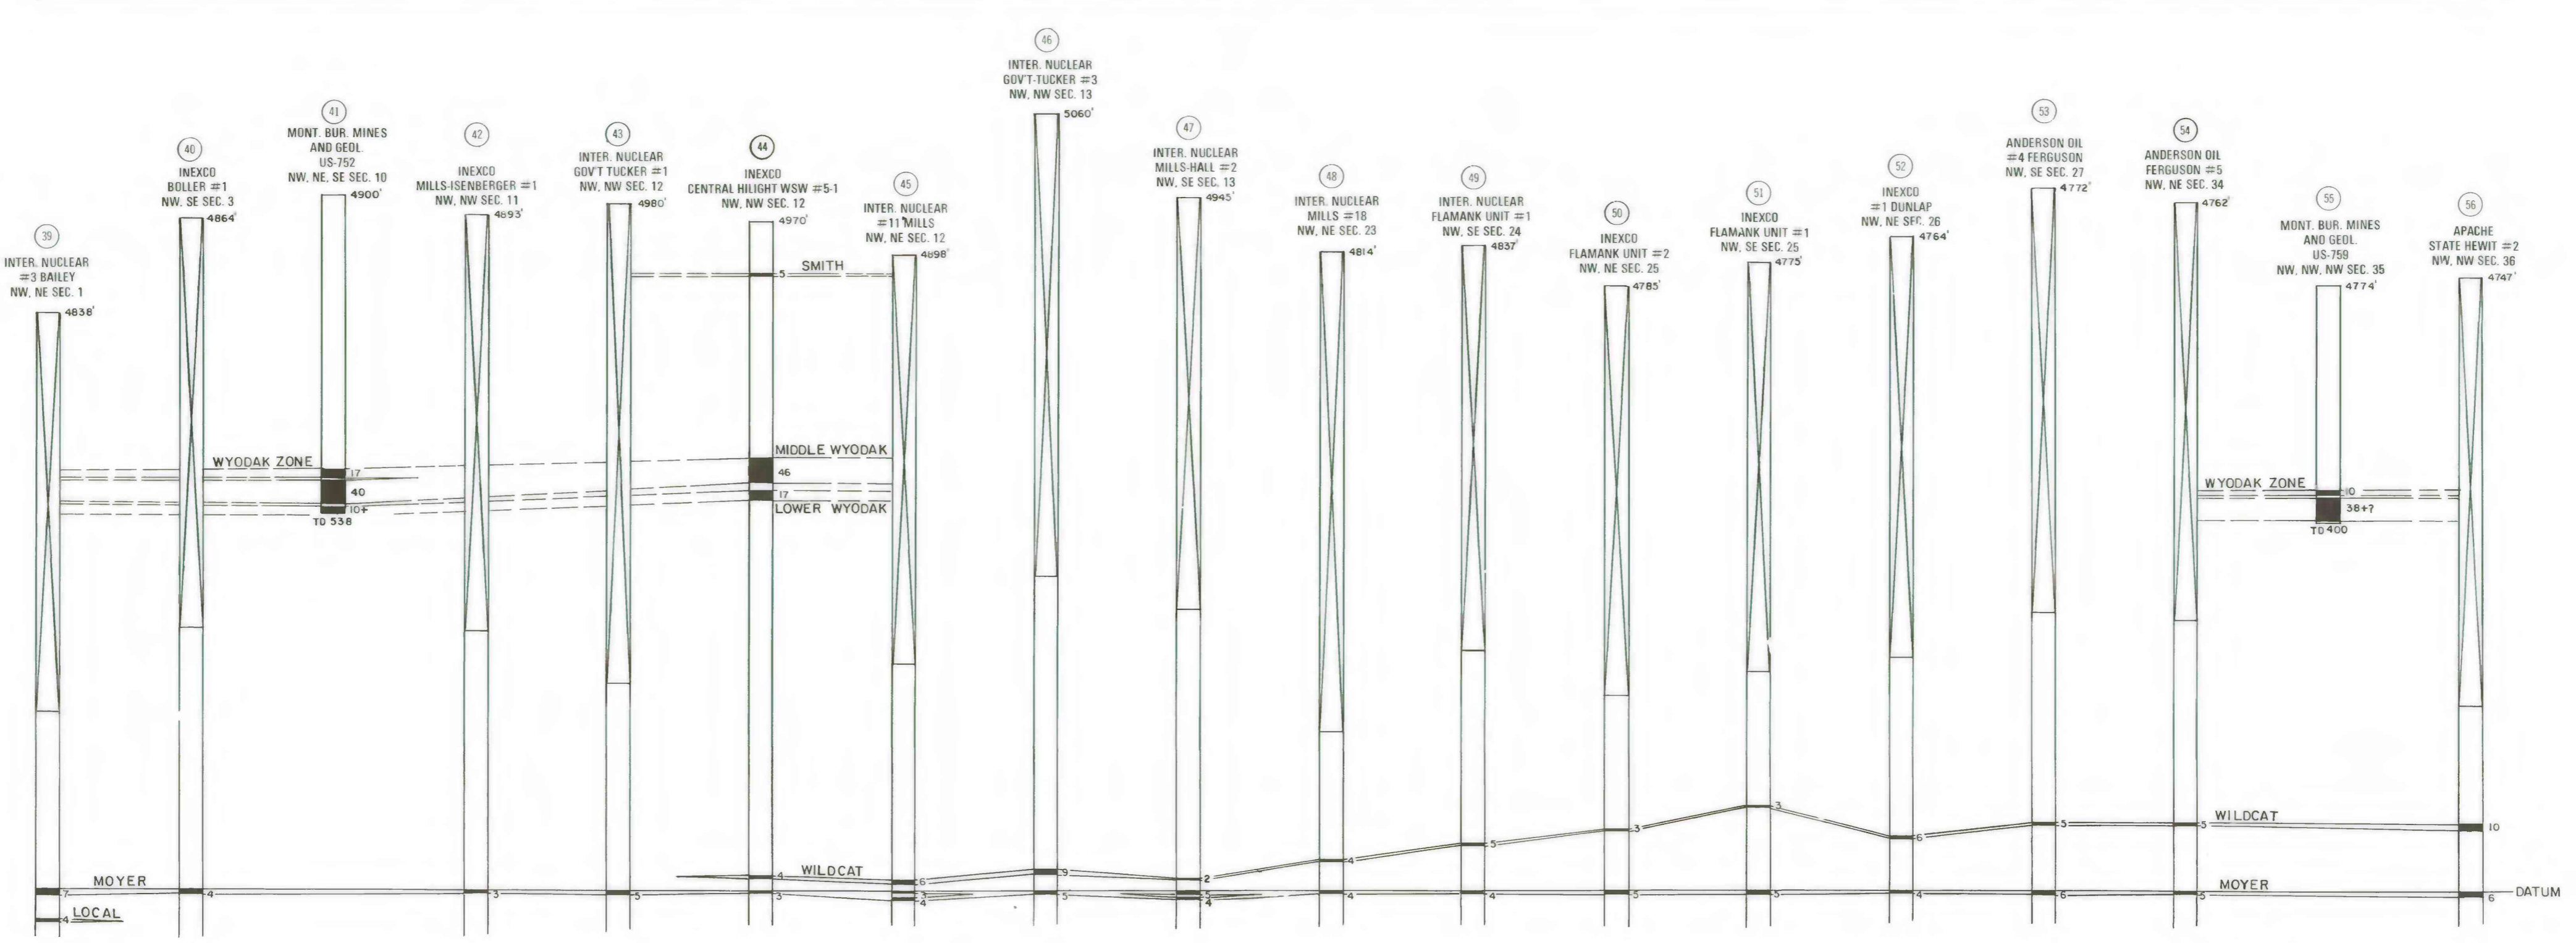 39
INTER. NUCLEAR
#3 BAILEY
NW, NE SEC. 1
4838'
40
INEXCO
BOLLER #1
NW, SE SEC. 3
4864'
41
MONT. BUR. MINES
AND GEOL.
US-752
NW, NE, SE SEC. 10
4900'
42
INEXCO
MILLS-ISENBERGER #1
NW, NW SEC. 11
4893'
43
INTER. NUCLEAR
GOV'T TUCKER #1
NW, NW SEC. 12
4980'
44
INEXCO
CENTRAL HILIGHT WSW #5-1
NW, NW SEC. 12
4970'
45
INTER. NUCLEAR
#11 MILLS
NW, NE SEC. 12
4898'
46
INTER. NUCLEAR
GOV'T-TUCKER #3
NW, NW SEC. 13
5060'
47
INTER. NUCLEAR
MILLS-HALL #2
NW, SE SEC. 13
4945'
48
INTER. NUCLEAR
MILLS #18
NW, NE SEC. 23
4814'
49
INTER. NUCLEAR
FLAMANK UNIT #1
NW, SE SEC. 24
4837'
50
INEXCO
FLAMANK UNIT #2
NW, NE SEC. 25
4785'
51
INEXCO
FLAMANK UNIT #1
NW, SE SEC. 25
4775'
52
INEXCO
#1 DUNLAP
NW, NE SEC. 26
4764'
53
ANDERSON OIL
#4 FERGUSON
NW, SE SEC. 27
4772'
54
ANDERSON OIL
FERGUSON #5
NW, NE SEC. 34
4762'
55
MONT. BUR. MINES
AND GEOL.
US-759
NW, NW, NW SEC. 35
4774'
56
APACHE
STATE HEWIT #2
NW, NW SEC. 36
4747'
5 SMITH
WYODAK ZONE 17
40
10+
TD 538
MIDDLE WYODAK
46
17
LOWER WYODAK
WYODAK ZONE 10
38+?
TD 400
4 WILDCAT 6 9 2 4 5 3 3 6 5 5 WILDCAT 10
7 MOYER 4 3 5 3 3 5 5 4 4 5 5 4 6 5 MOYER 6 DATUM
4 4
4 LOCAL